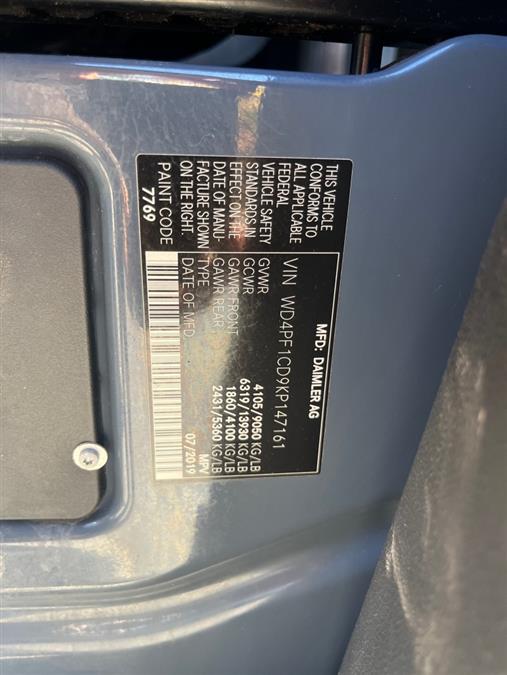 MFD: DAIMLER AG
VIN WD4PF1CD9KP147161
GVWR 4105/9050 KG/LB
GCWR 6319/13930 KG/LB
GAWR FRONT 1860/4100 KG/LB
GAWR REAR 2431/5360 KG/LB
TYPE MPV
DATE OF MFD. 07/2019
THIS VEHICLE
CONFORMS TO
ALL APPLICABLE
FEDERAL
VEHICLE SAFETY
STANDARDS IN
EFFECT ON THE
DATE OF MANU-
FACTURE SHOWN
ON THE RIGHT.
PAINT CODE
7769